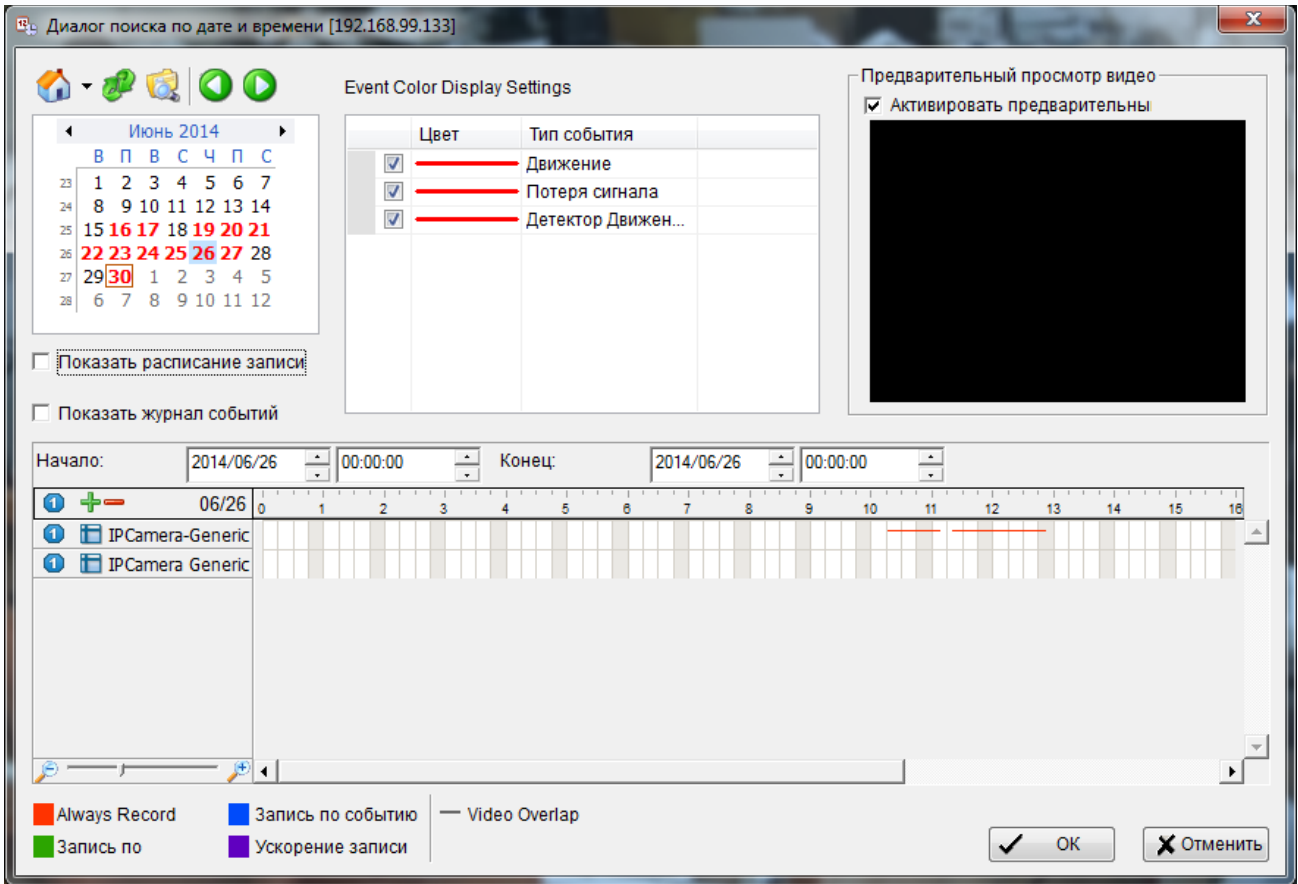 Диалог поиска по дате и времени [192.168.99.133]
Event Color Display Settings
Предварительный просмотр видео
Активировать предварительны
Июнь 2014
В П В С Ч П С
23 1 2 3 4 5 6 7
24 8 9 10 11 12 13 14
25 15 16 17 18 19 20 21
26 22 23 24 25 26 27 28
27 29 30 1 2 3 4 5
28 6 7 8 9 10 11 12
Цвет Тип события
Движение
Потеря сигнала
Детектор Движен...
Показать расписание записи
Показать журнал событий
Начало: 2014/06/26 00:00:00 Конец: 2014/06/26 00:00:00
1 06/26 0 1 2 3 4 5 6 7 8 9 10 11 12 13 14 15 16
1 IPCamera-Generic
1 IPCamera Generic
Always Record Запись по событию Video Overlap
Запись по Ускорение записи
ОК Отменить